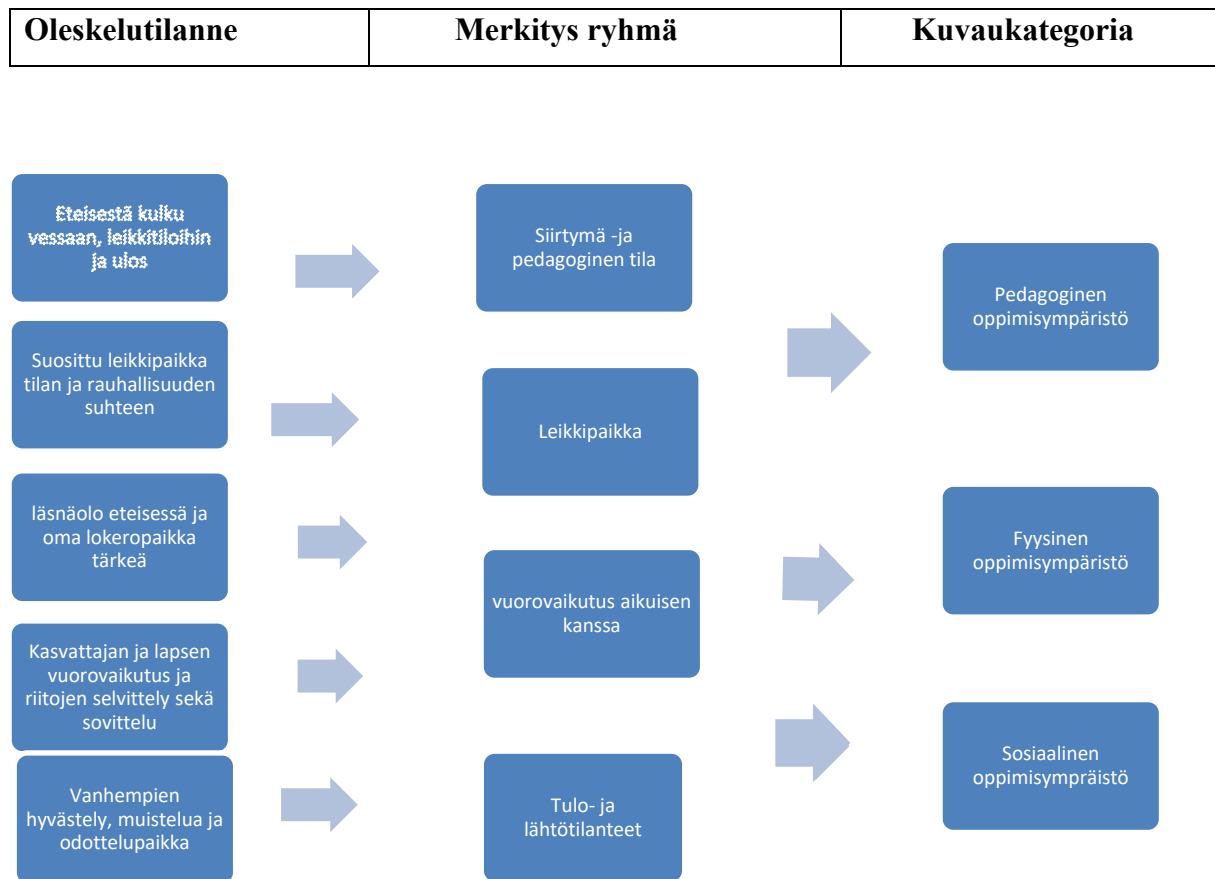 Oleskelutilanne
Merkitys ryhmä
Kuvaukategoria
Eteisestä kulku
vessaan, leikkitiloihin
ja ulos
Suosittu leikkipaikka
tilan ja rauhallisuuden
suhteen
läsnäolo eteisessä ja
oma lokeropaikka
tärkeä
Kasvattajan ja lapsen
vuorovaikutus ja
riitojen selvittely sekä
sovittelu
Vanhempien
hyvästely, muistelua ja
odottelupaikka
Siirtymä -ja
pedagoginen tila
Leikkipaikka
vuorovaikutus aikuisen
kanssa
Tulo- ja
lähtötilanteet
Pedagoginen
oppimisympäristö
Fyysinen
oppimisympäristö
Sosiaalinen
oppimisympräistö